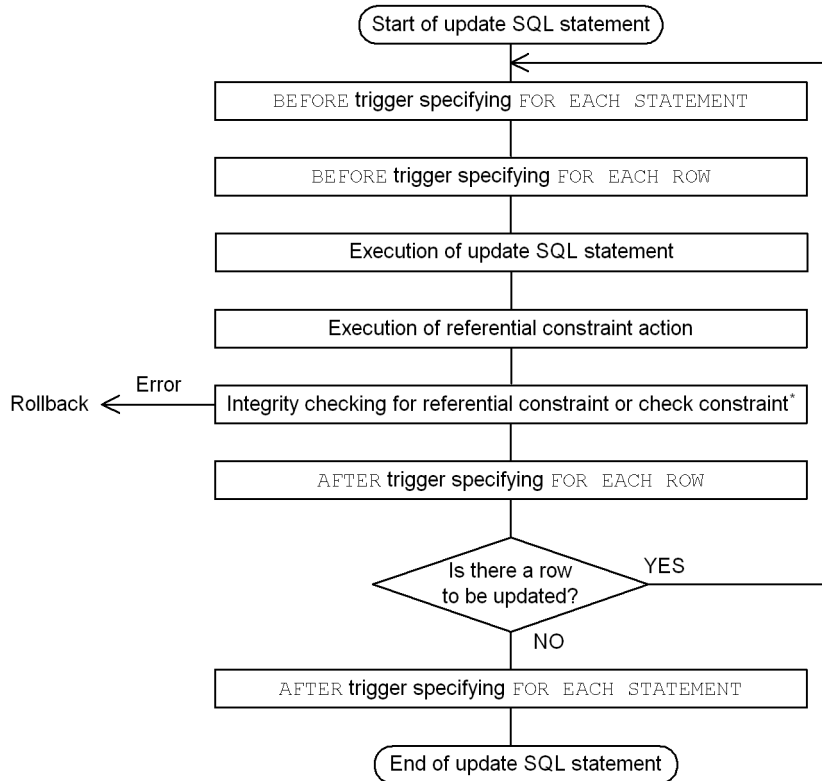 Start of update SQL statement
BEFORE trigger specifying FOR EACH STATEMENT
BEFORE trigger specifying FOR EACH ROW
Execution of update SQL statement
Execution of referential constraint action
Error
Rollback
Integrity checking for referential constraint or check constraint*
AFTER trigger specifying FOR EACH ROW
Is there a row
to be updated?
YES
NO
AFTER trigger specifying FOR EACH STATEMENT
End of update SQL statement